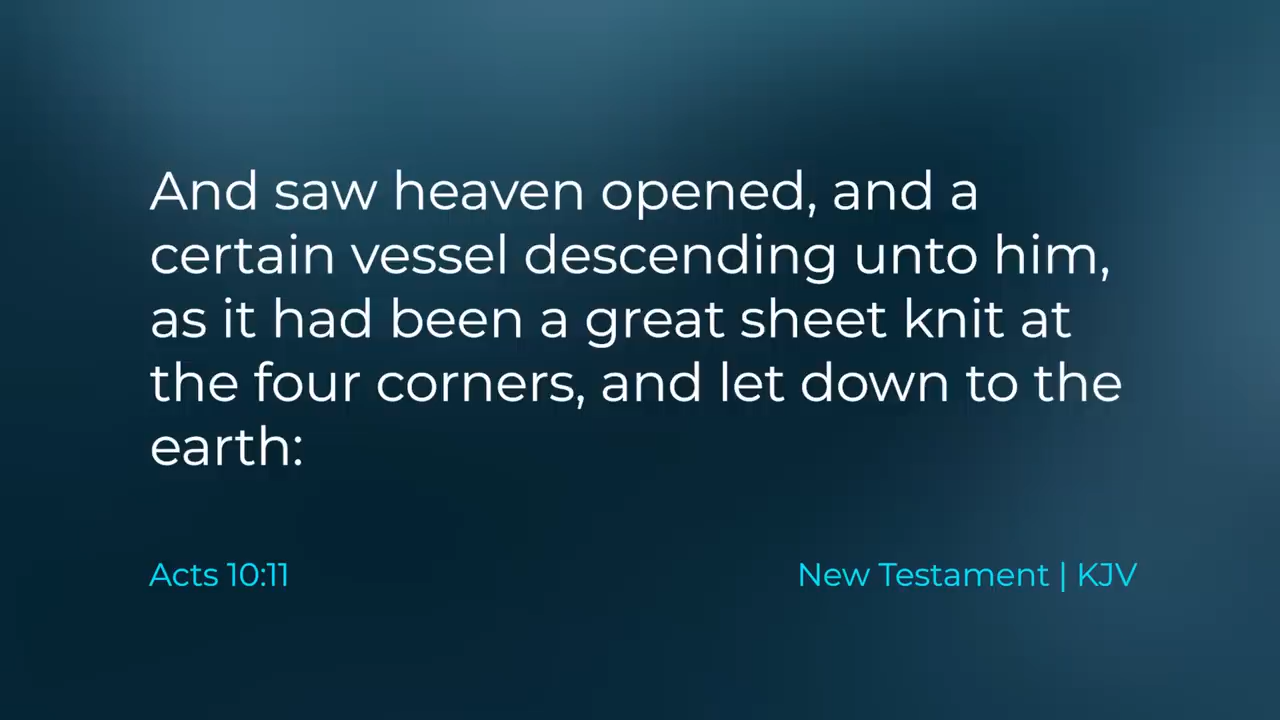 And saw heaven opened, and a
certain vessel descending unto him,
as it had been a great sheet knit at
the four corners, and let down to the
earth:
Acts 10:11
New Testament | KJV